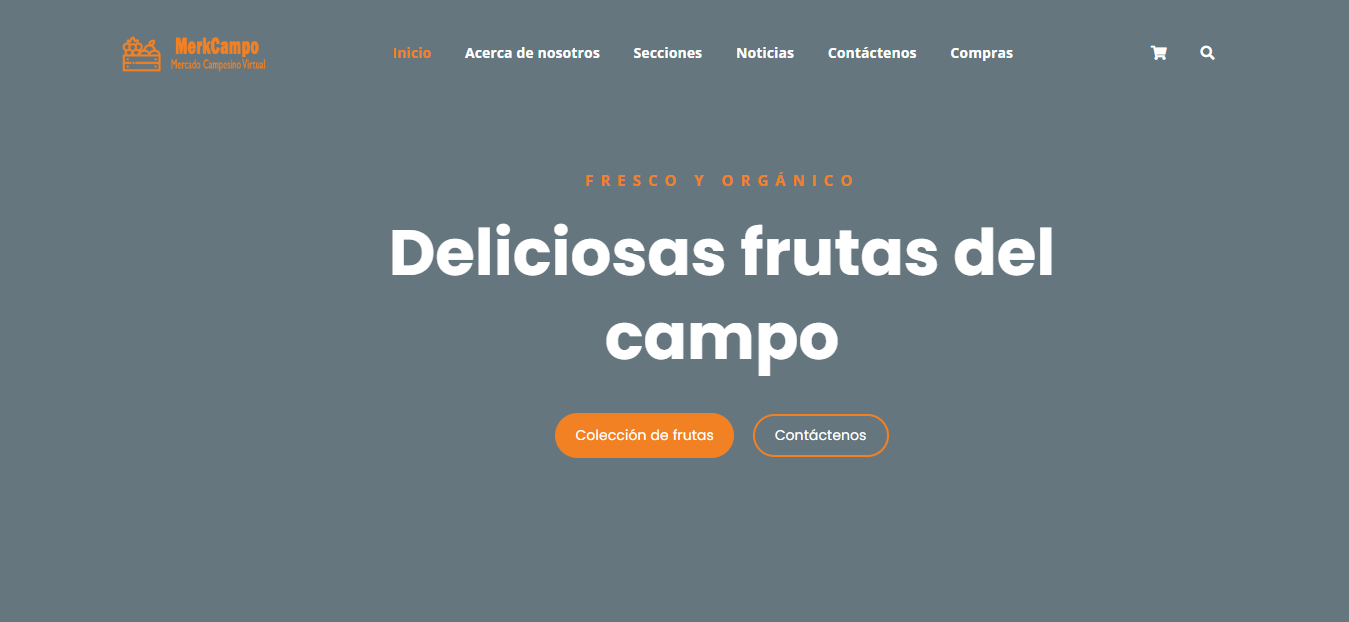 MerkCampo
Mercado Campesino Virtual
Inicio Acerca de nosotros Secciones Noticias Contáctenos Compras
FRESCO Y ORGÁNICO
Deliciosas frutas del
campo
Colección de frutas Contáctenos